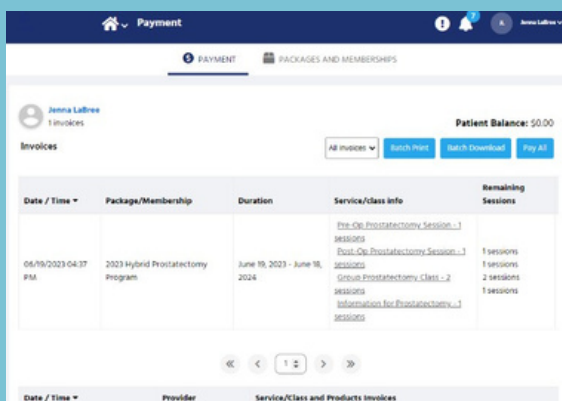 Payment
7
JL
Jenna LaBree
PAYMENT
PACKAGES AND MEMBERSHIPS
Jenna LaBree
1 invoices
Patient Balance: $0.00
Invoices
All Invoices
Batch Print
Batch Download
Pay All
Date / Time
Package/Membership
Duration
Service/class info
Remaining
Sessions
06/19/2023 04:37
PM
2023 Hybrid Prostatectomy
Program
June 19, 2023 - June 18,
2024
Pre-Op Prostatectomy Session - 1
sessions
Post-Op Prostatectomy Session - 1
sessions
Group Prostatectomy Class - 2
sessions
Information for Prostatectomy - 1
sessions
1 sessions
1 sessions
2 sessions
1 sessions
1
Date / Time
Provider
Service/Class and Products Invoices